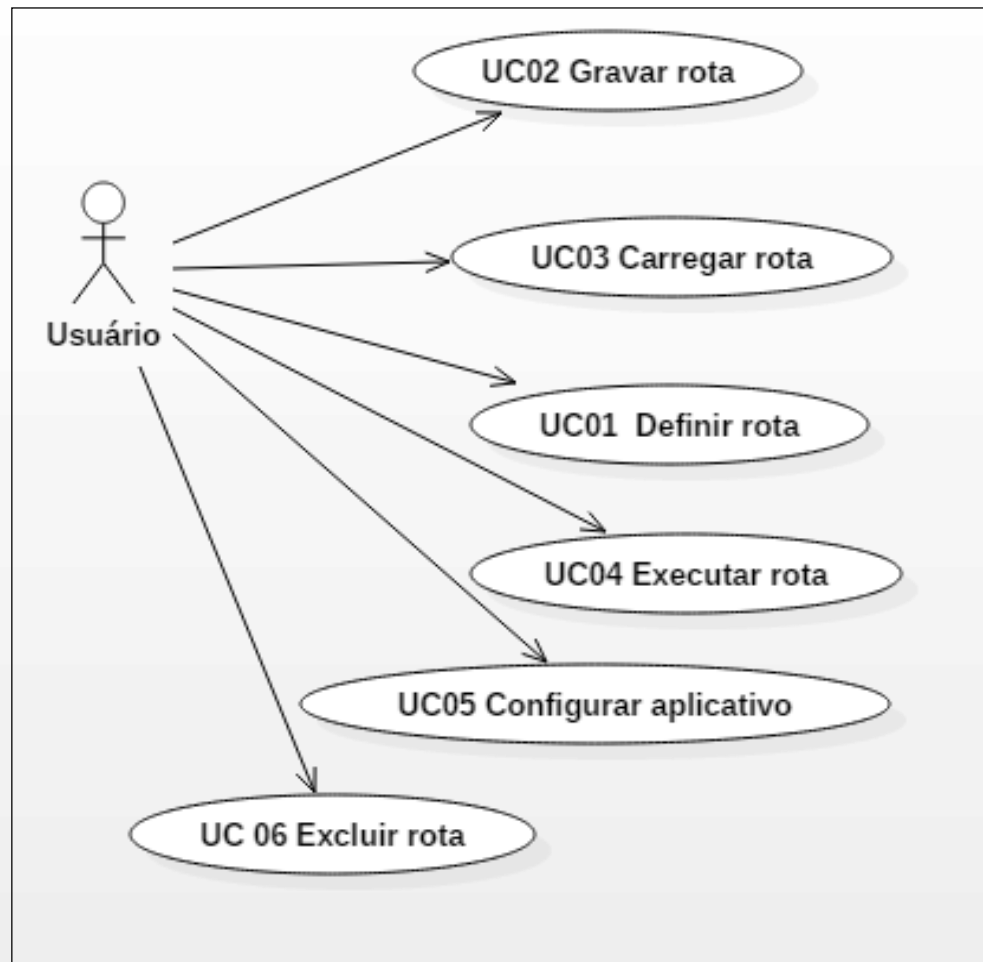 UC02 Gravar rota
UC03 Carregar rota
Usuário
UC01  Definir rota
UC04 Executar rota
UC05 Configurar aplicativo
UC 06 Excluir rota